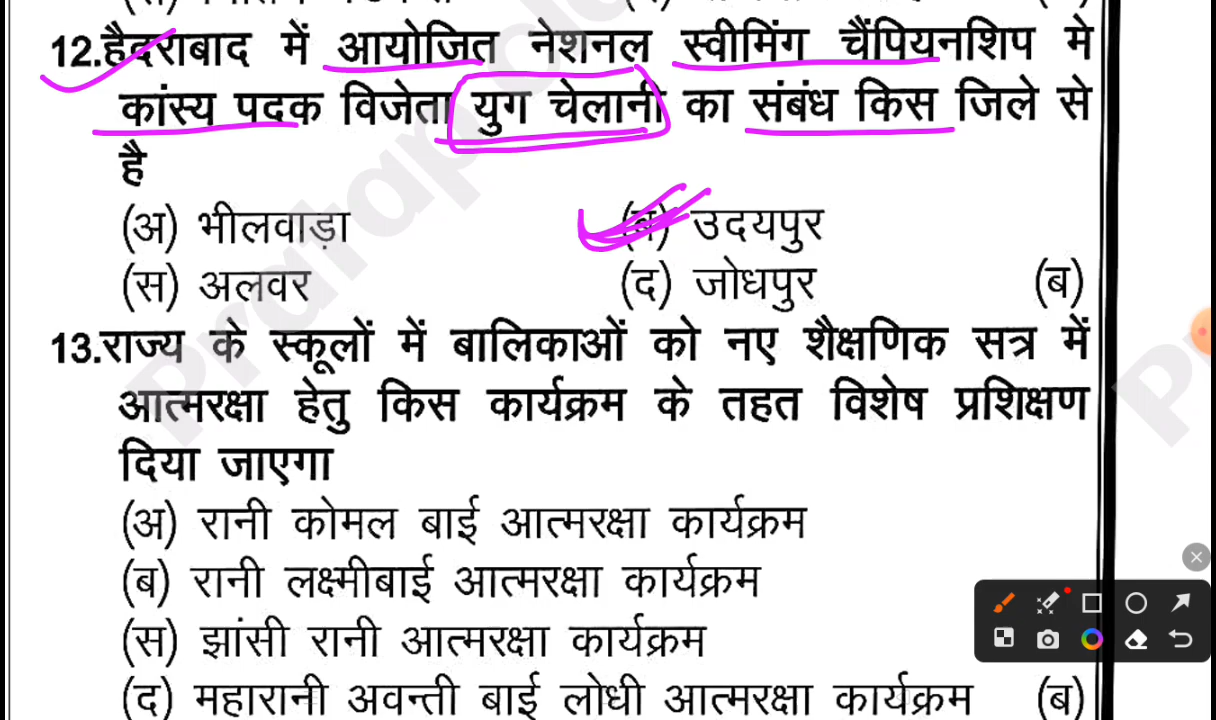 12.हैदराबाद में आयोजित नेशनल स्वीमिंग चैंपियनशिप मे
कांस्य पदक विजेता युग चेलानी का संबंध किस जिले से
है
(अ) भीलवाड़ा (ब) उदयपुर
(स) अलवर (द) जोधपुर (ब)
13.राज्य के स्कूलों में बालिकाओं को नए शैक्षणिक सत्र में
आत्मरक्षा हेतु किस कार्यक्रम के तहत विशेष प्रशिक्षण
दिया जाएगा
(अ) रानी कोमल बाई आत्मरक्षा कार्यक्रम
(ब) रानी लक्ष्मीबाई आत्मरक्षा कार्यक्रम
(स) झांसी रानी आत्मरक्षा कार्यक्रम
(द) महारानी अवन्ती बाई लोधी आत्मरक्षा कार्यक्रम (ब)